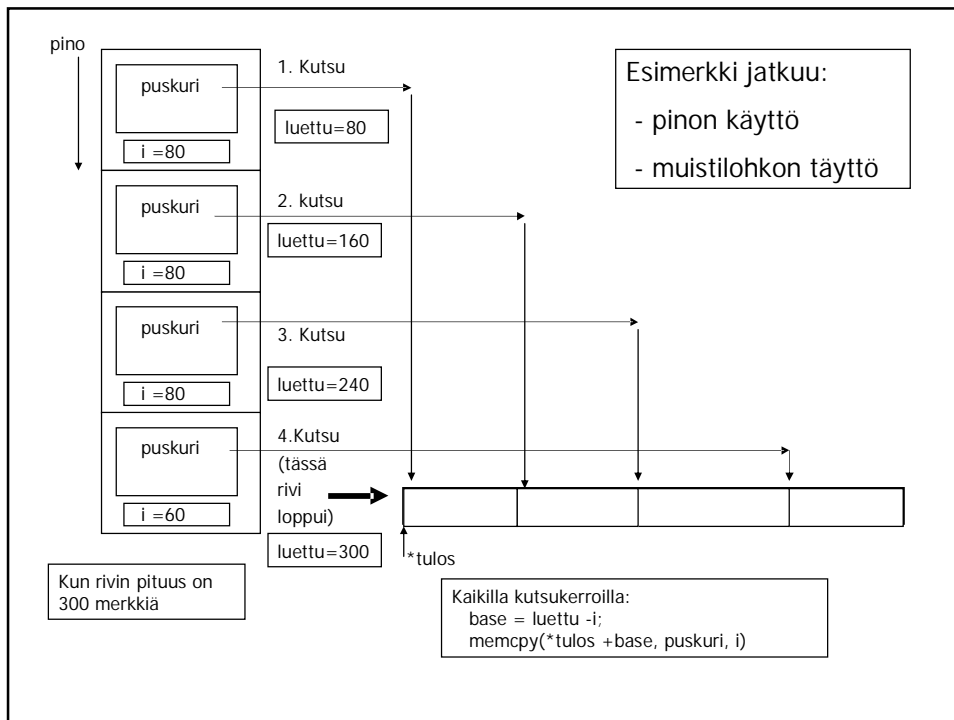 pino
puskuri
i =80
1. Kutsu
luettu=80
Esimerkki jatkuu:
- pinon käyttö
- muistilohkon täyttö
puskuri
i =80
2. kutsu
luettu=160
puskuri
i =80
3. Kutsu
luettu=240
puskuri
i=60
4.Kutsu
(tässä
rivi
loppui)
luettu=300
*tulos
Kun rivin pituus on
300 merkkiä
Kaikilla kutsukerroilla:
base = luettu -i;
memcpy(*tulos +base, puskuri, i)